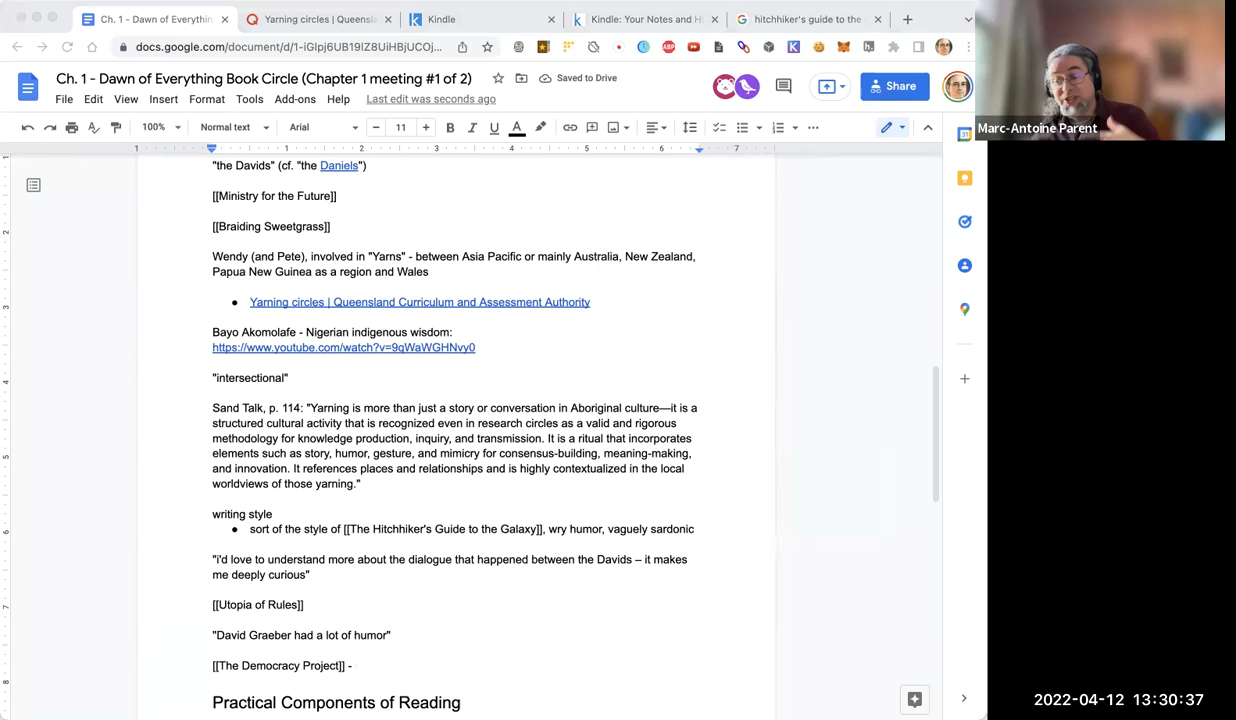 Ch. 1 - Dawn of Everythin
Yarning circles | Queensla
Kindle
Kindle: Your Notes and Hi
hitchhiker's guide to the
docs.google.com/document/d/1-iGlpj6UB19IZ8UiHBjUCOj...
Ch. 1 - Dawn of Everything Book Circle (Chapter 1 meeting #1 of 2)
Saved to Drive
File Edit View Insert Format Tools Add-ons Help Last edit was seconds ago
Share
Marc-Antoine Parent
100% Normal text Arial 11
1 1 2 3 4 5 6 7
"the Davids" (cf. "the Daniels")
[[Ministry for the Future]]
[[Braiding Sweetgrass]]
Wendy (and Pete), involved in "Yarns" - between Asia Pacific or mainly Australia, New Zealand,
Papua New Guinea as a region and Wales
● Yarning circles | Queensland Curriculum and Assessment Authority
Bayo Akomolafe - Nigerian indigenous wisdom:
https://www.youtube.com/watch?v=9qWaWGHNvy0
"intersectional"
Sand Talk, p. 114: "Yarning is more than just a story or conversation in Aboriginal culture—it is a
structured cultural activity that is recognized even in research circles as a valid and rigorous
methodology for knowledge production, inquiry, and transmission. It is a ritual that incorporates
elements such as story, humor, gesture, and mimicry for consensus-building, meaning-making,
and innovation. It references places and relationships and is highly contextualized in the local
worldviews of those yarning."
writing style
● sort of the style of [[The Hitchhiker's Guide to the Galaxy]], wry humor, vaguely sardonic
"i'd love to understand more about the dialogue that happened between the Davids – it makes
me deeply curious"
[[Utopia of Rules]]
"David Graeber had a lot of humor"
[[The Democracy Project]] -
Practical Components of Reading
2022-04-12 13:30:37